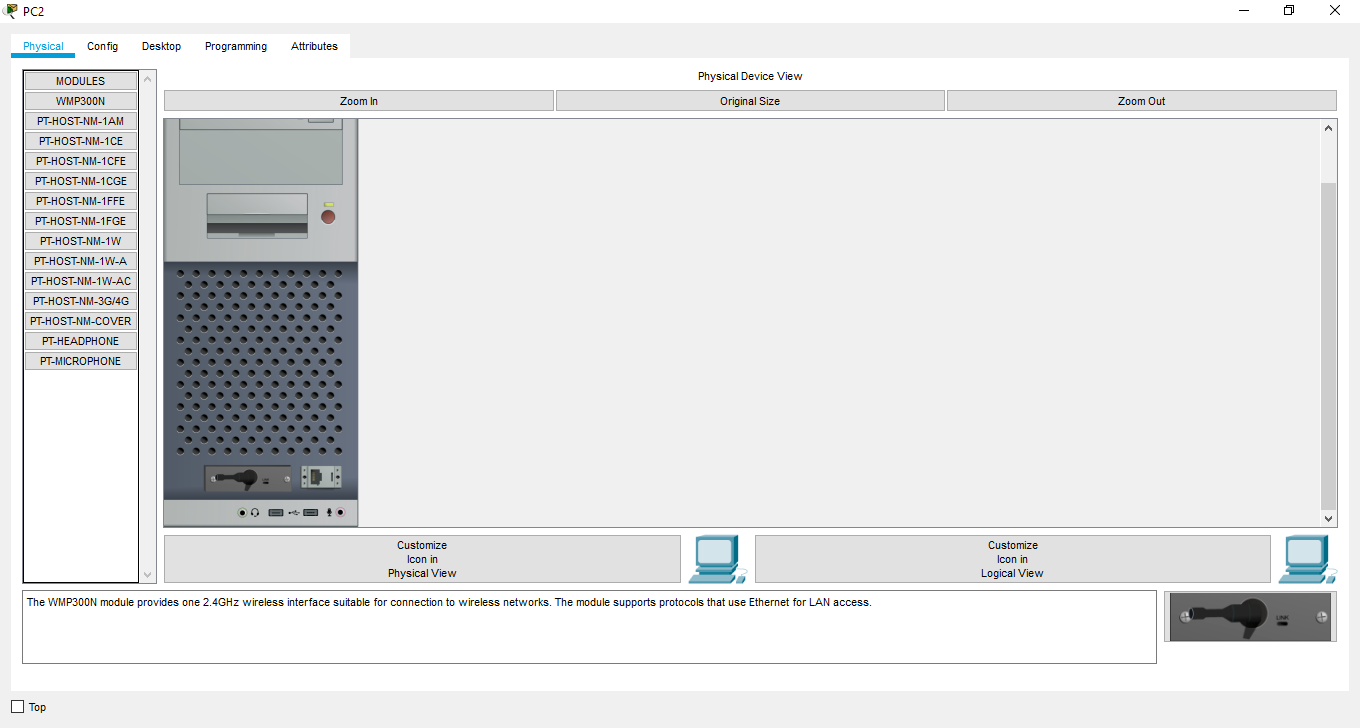 PC2
Physical Config Desktop Programming Attributes
MODULES
WMP300N
PT-HOST-NM-1AM
PT-HOST-NM-1CE
PT-HOST-NM-1CFE
PT-HOST-NM-1CGE
PT-HOST-NM-1FFE
PT-HOST-NM-1FGE
PT-HOST-NM-1W
PT-HOST-NM-1W-A
PT-HOST-NM-1W-AC
PT-HOST-NM-3G/4G
PT-HOST-NM-COVER
PT-HEADPHONE
PT-MICROPHONE
Physical Device View
Zoom In Original Size Zoom Out
Customize
Icon in
Physical View
Customize
Icon in
Logical View
The WMP300N module provides one 2.4GHz wireless interface suitable for connection to wireless networks. The module supports protocols that use Ethernet for LAN access.
LINK
Top